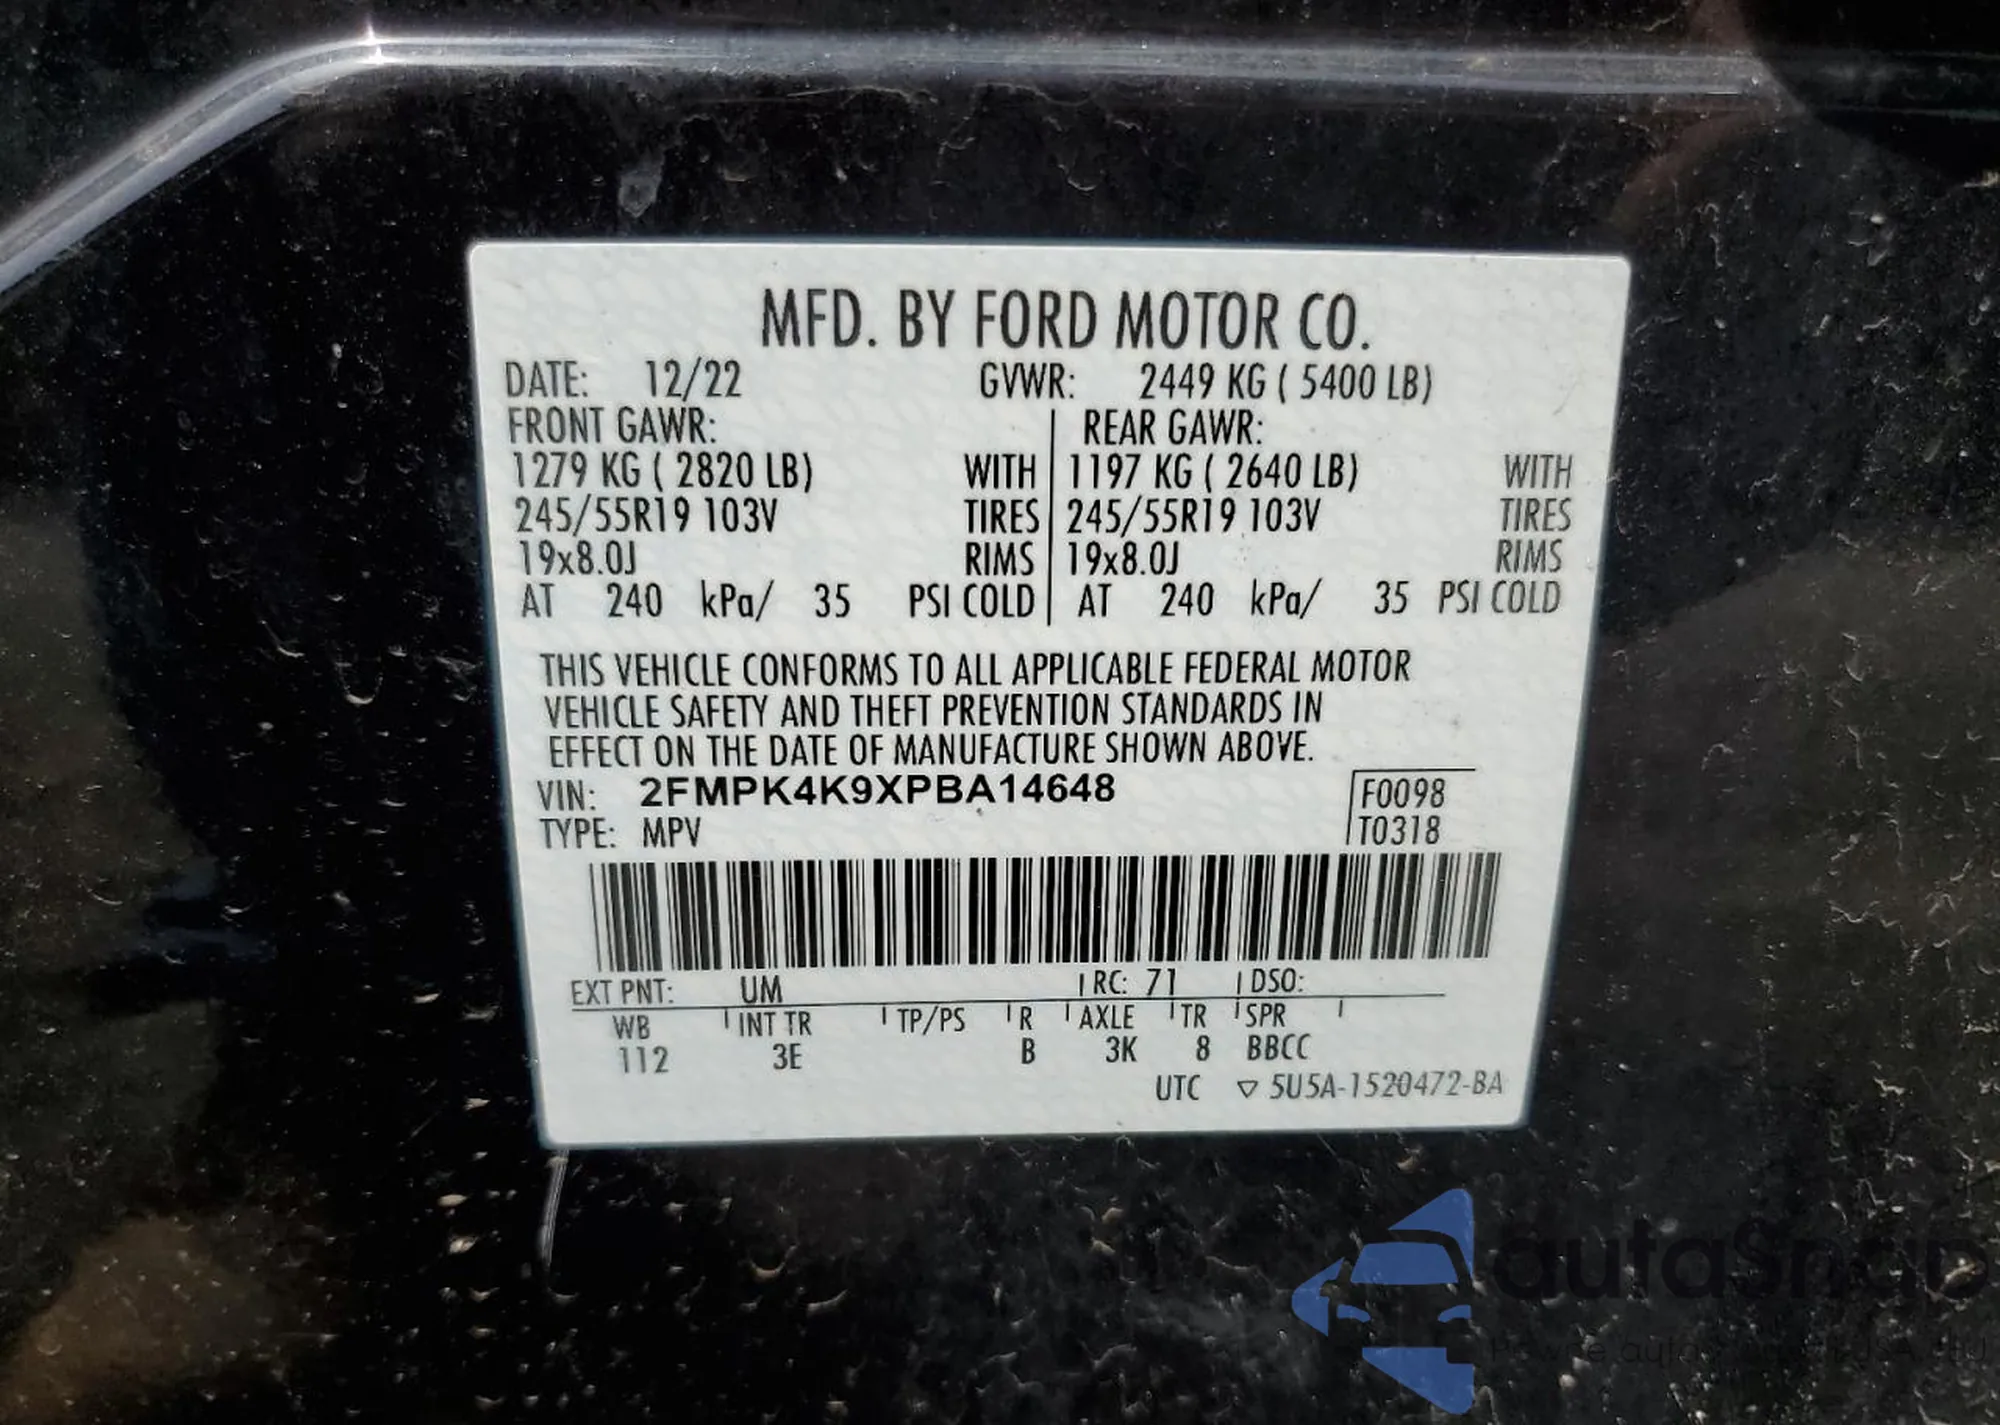 MFD. BY FORD MOTOR CO.
DATE: 12/22 GVWR: 2449 KG ( 5400 LB)
FRONT GAWR: REAR GAWR:
1279 KG ( 2820 LB) WITH 1197 KG ( 2640 LB) WITH
245/55R19 103V TIRES 245/55R19 103V TIRES
19x8.0J RIMS 19x8.0J RIMS
AT 240 kPa/ 35 PSI COLD AT 240 kPa/ 35 PSI COLD
THIS VEHICLE CONFORMS TO ALL APPLICABLE FEDERAL MOTOR
VEHICLE SAFETY AND THEFT PREVENTION STANDARDS IN
EFFECT ON THE DATE OF MANUFACTURE SHOWN ABOVE.
VIN: 2FMPK4K9XPBA14648 F0098
TYPE: MPV T0318
EXT PNT: UM RC: 71 DSO:
WB INT TR TP/PS R AXLE TR SPR
112 3E B 3K 8 BBCC
UTC ▽ 5U5A-1520472-BA
autaSnap